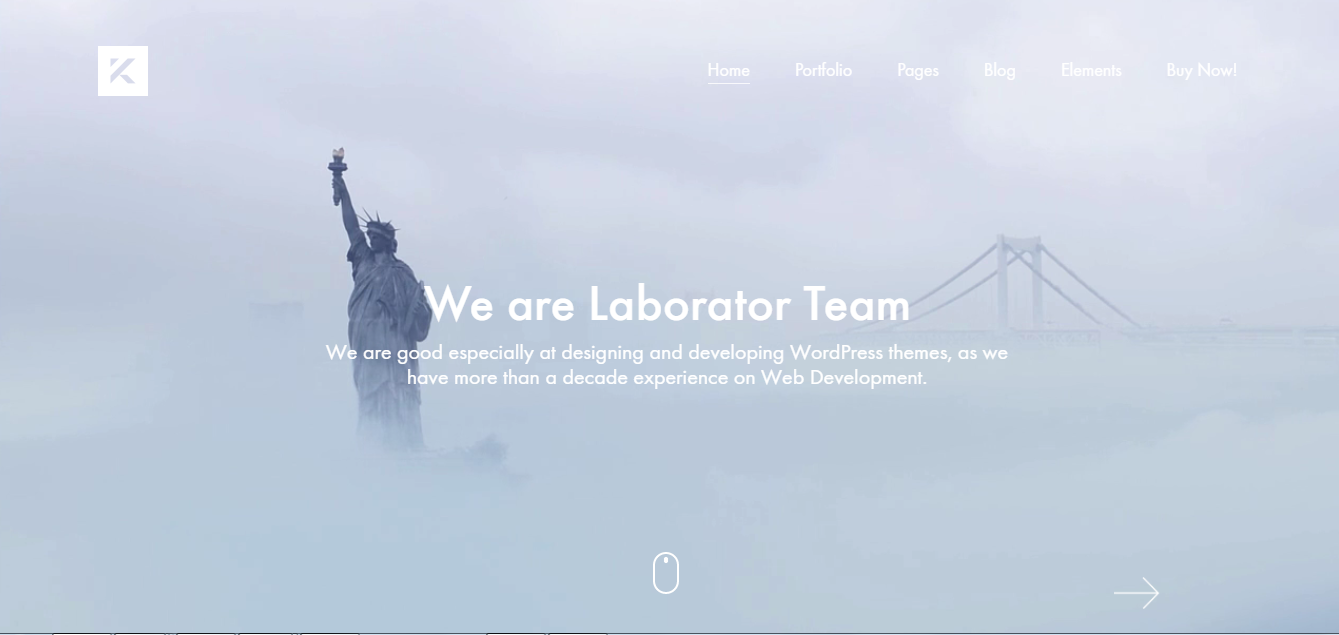 Home Portfolio Pages Blog Elements Buy Now!
We are Laborator Team
We are good especially at designing and developing WordPress themes, as we
have more than a decade experience on Web Development.